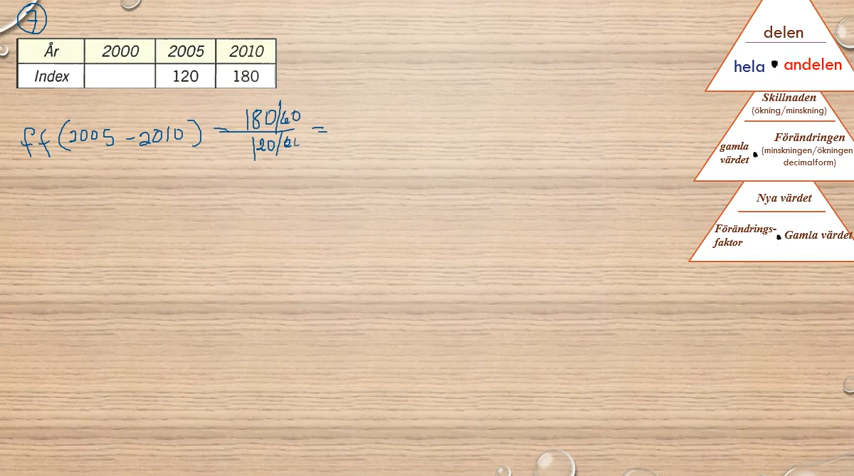 7
År 2000 2005 2010
Index 120 180
ff (2005 - 2010) = 180/60 =
120/60
delen
hela • andelen
Skillnaden
(ökning/minskning)
gamla värdet • Förändringen
(minskningen/ökningen
decimalform)
Nya värdet
Förändrings-
faktor • Gamla värdet